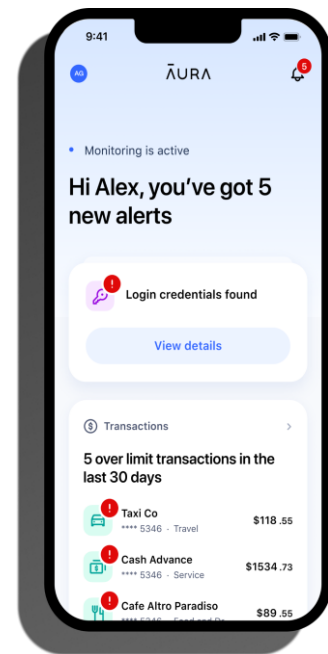 9:41
AG
ĀURA
5
Monitoring is active
Hi Alex, you’ve got 5
new alerts
Login credentials found
View details
Transactions
5 over limit transactions in the
last 30 days
Taxi Co
**** 5346 · Travel
$118 .55
Cash Advance
**** 5346 · Service
$1534 .73
Cafe Altro Paradiso
**** 5346
$89 .55